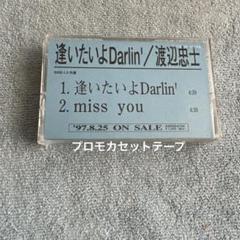 逢いたいよDarlin'/渡辺忠士
1. 逢いたいよDarlin'
2. miss you
プロモカセットテープ
'97.8.25 ON SALE